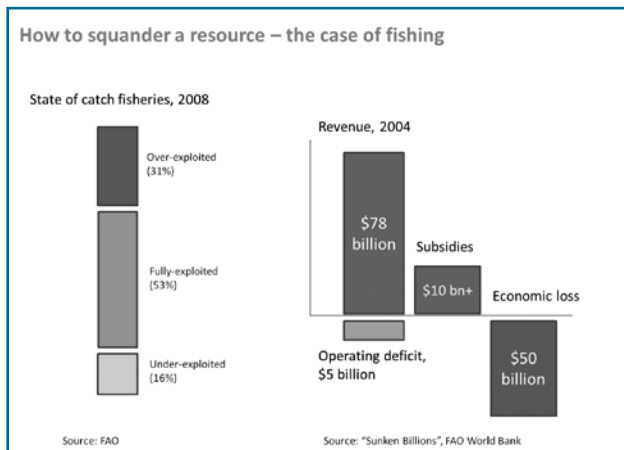 How to squander a resource – the case of fishing
State of catch fisheries, 2008
Over-exploited
(31%)
Fully-exploited
(53%)
Under-exploited
(16%)
Source: FAO
Revenue, 2004
$78
billion
Subsidies
$10 bn+
Economic loss
Operating deficit,
$5 billion
$50
billion
Source: "Sunken Billions", FAO World Bank